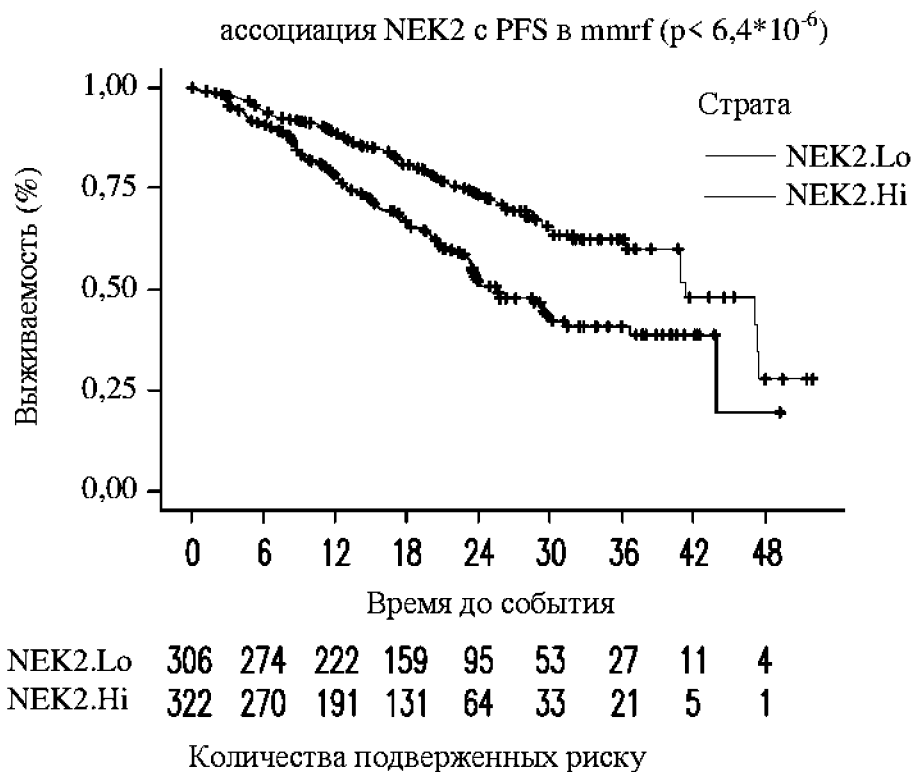 ассоциация NEK2 с PFS в mmrf (p< 6,4*10⁻⁶)
Выживаемость (%)
1,00
0,75
0,50
0,25
0,00
Страта
NEK2.Lo
NEK2.Hi
0 6 12 18 24 30 36 42 48
Время до события
NEK2.Lo 306 274 222 159 95 53 27 11 4
NEK2.Hi 322 270 191 131 64 33 21 5 1
Количества подверженных риску